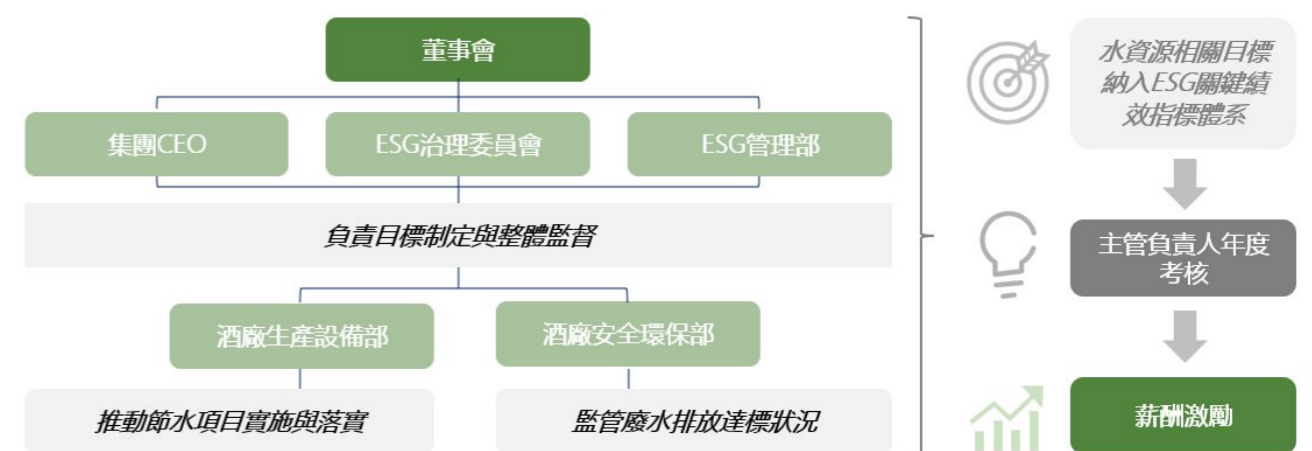 董事會
集團CEO
ESG治理委員會
ESG管理部
負責目標制定與整體監督
酒廠生產設備部
酒廠安全環保部
推動節水項目實施與落實
監管廢水排放達標狀況
水資源相關目標
納入ESG關鍵績
效指標體系
主管負責人年度
考核
薪酬激勵